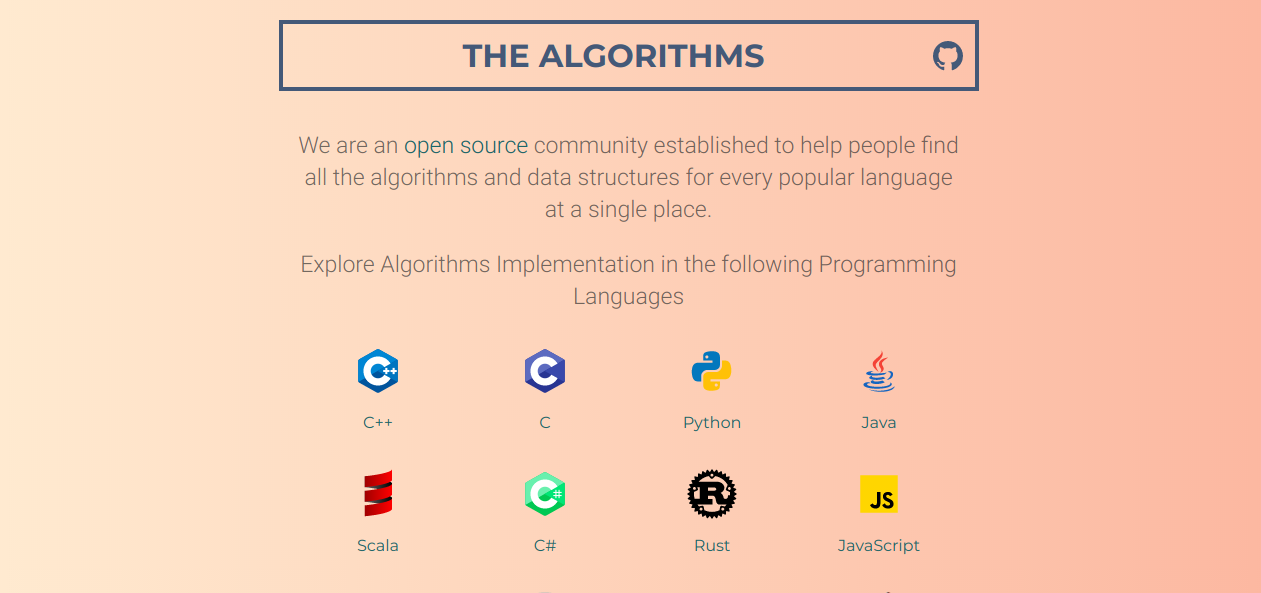 THE ALGORITHMS
We are an open source community established to help people find
all the algorithms and data structures for every popular language
at a single place.
Explore Algorithms Implementation in the following Programming
Languages
C++ C Python Java
C++ C Python Java
C# JS
Scala C# Rust JavaScript